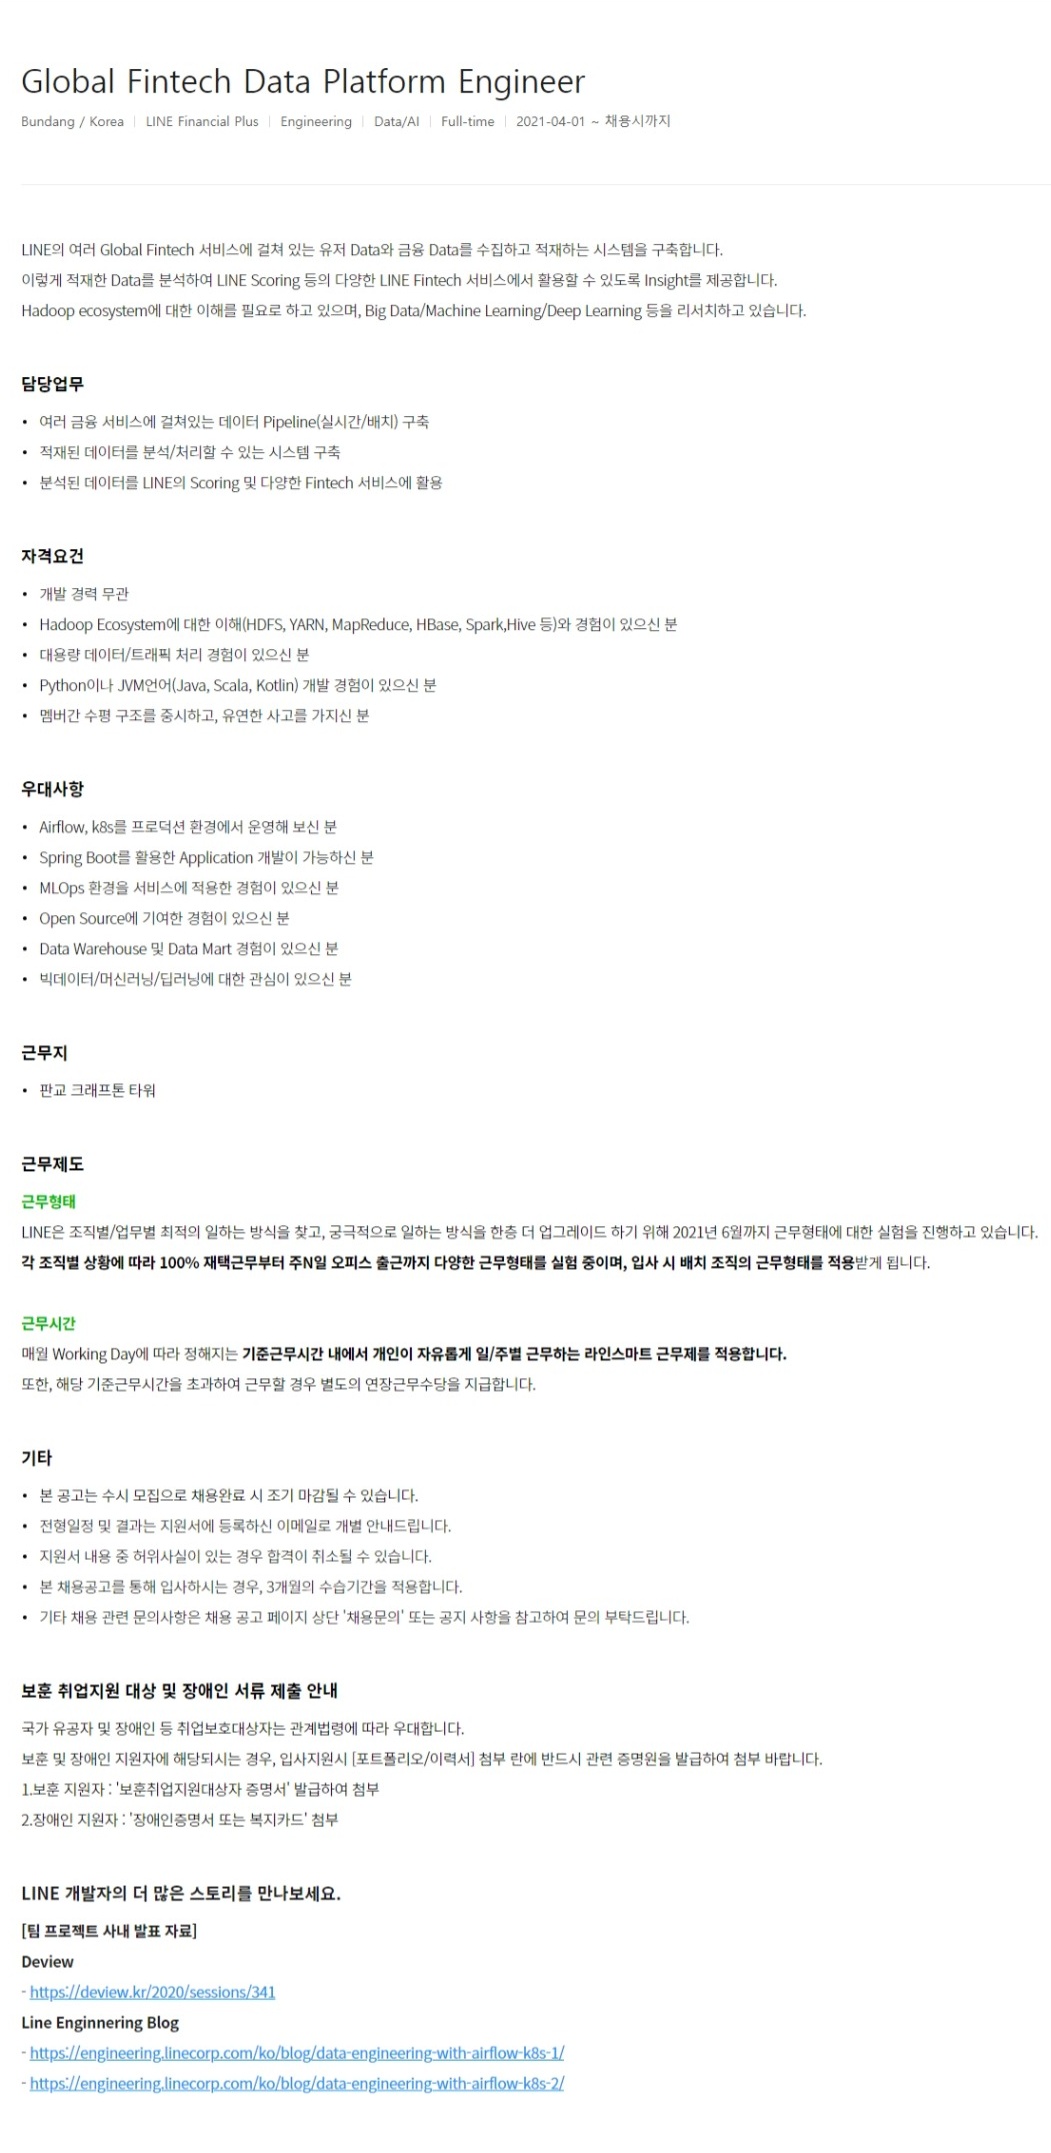 Global Fintech Data Platform Engineer
Bundang / Korea | LINE Financial Plus | Engineering | Data/AI | Full-time | 2021-04-01 ~ 채용시까지
LINE의 여러 Global Fintech 서비스에 걸쳐 있는 유저 Data와 금융 Data를 수집하고 적재하는 시스템을 구축합니다.
이렇게 적재한 Data를 분석하여 LINE Scoring 등의 다양한 LINE Fintech 서비스에서 활용할 수 있도록 Insight를 제공합니다.
Hadoop ecosystem에 대한 이해를 필요로 하고 있으며, Big Data/Machine Learning/Deep Learning 등을 리서치하고 있습니다.
담당업무
• 여러 금융 서비스에 걸쳐있는 데이터 Pipeline(실시간/배치) 구축
• 적재된 데이터를 분석/처리할 수 있는 시스템 구축
• 분석된 데이터를 LINE의 Scoring 및 다양한 Fintech 서비스에 활용
자격요건
• 개발 경력 무관
• Hadoop Ecosystem에 대한 이해(HDFS, YARN, MapReduce, HBase, Spark,Hive 등)와 경험이 있으신 분
• 대용량 데이터/트래픽 처리 경험이 있으신 분
• Python이나 JVM언어(Java, Scala, Kotlin) 개발 경험이 있으신 분
• 멤버간 수평 구조를 중시하고, 유연한 사고를 가지신 분
우대사항
• Airflow, k8s를 프로덕션 환경에서 운영해 보신 분
• Spring Boot를 활용한 Application 개발이 가능하신 분
• MLOps 환경을 서비스에 적용한 경험이 있으신 분
• Open Source에 기여한 경험이 있으신 분
• Data Warehouse 및 Data Mart 경험이 있으신 분
• 빅데이터/머신러닝/딥러닝에 대한 관심이 있으신 분
근무지
• 판교 크래프톤 타워
근무제도
근무형태
LINE은 조직별/업무별 최적의 일하는 방식을 찾고, 궁극적으로 일하는 방식을 한층 더 업그레이드 하기 위해 2021년 6월까지 근무형태에 대한 실험을 진행하고 있습니다.
각 조직별 상황에 따라 100% 재택근무부터 주N일 오피스 출근까지 다양한 근무형태를 실험 중이며, 입사 시 배치 조직의 근무형태를 적용받게 됩니다.
근무시간
매월 Working Day에 따라 정해지는 기준근무시간 내에서 개인이 자유롭게 일/주별 근무하는 라인스마트 근무제를 적용합니다.
또한, 해당 기준근무시간을 초과하여 근무할 경우 별도의 연장근무수당을 지급합니다.
기타
• 본 공고는 수시 모집으로 채용완료 시 조기 마감될 수 있습니다.
• 전형일정 및 결과는 지원서에 등록하신 이메일로 개별 안내드립니다.
• 지원서 내용 중 허위사실이 있는 경우 합격이 취소될 수 있습니다.
• 본 채용공고를 통해 입사하시는 경우, 3개월의 수습기간을 적용합니다.
• 기타 채용 관련 문의사항은 채용 공고 페이지 상단 '채용문의' 또는 공지 사항을 참고하여 문의 부탁드립니다.
보훈 취업지원 대상 및 장애인 서류 제출 안내
국가 유공자 및 장애인 등 취업보호대상자는 관계법령에 따라 우대합니다.
보훈 및 장애인 지원자에 해당되시는 경우, 입사지원시 [포트폴리오/이력서] 첨부 란에 반드시 관련 증명원을 발급하여 첨부 바랍니다.
1.보훈 지원자 : '보훈취업지원대상자 증명서' 발급하여 첨부
2.장애인 지원자 : '장애인증명서 또는 복지카드' 첨부
LINE 개발자의 더 많은 스토리를 만나보세요.
[팀 프로젝트 사내 발표 자료]
Deview
- https://deview.kr/2020/sessions/341
Line Enginnering Blog
- https://engineering.linecorp.com/ko/blog/data-engineering-with-airflow-k8s-1/
- https://engineering.linecorp.com/ko/blog/data-engineering-with-airflow-k8s-2/